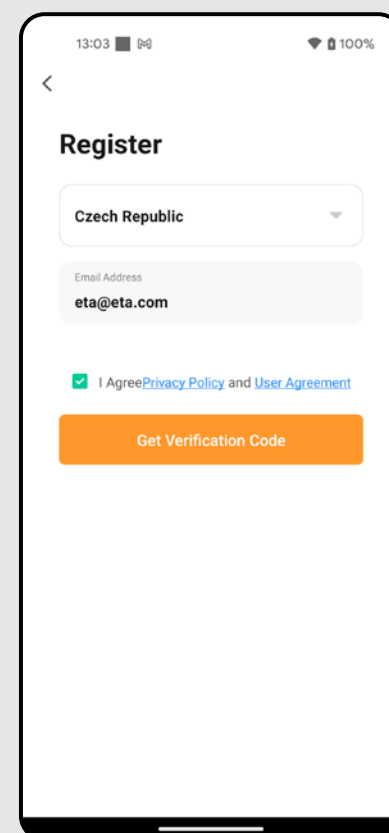 13:03 100%
Register
Czech Republic
Email Address
eta@eta.com
I AgreePrivacy Policy and User Agreement
Get Verification Code